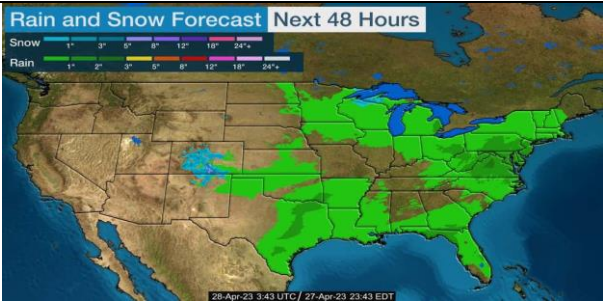 Rain and Snow Forecast Next 48 Hours
Snow 1" 3" 5" 8" 12" 18" 24"+
Rain 1" 2" 3" 5" 8" 12" 18" 24"+
28-Apr-23 3:43 UTC / 27-Apr-23 23:43 EDT